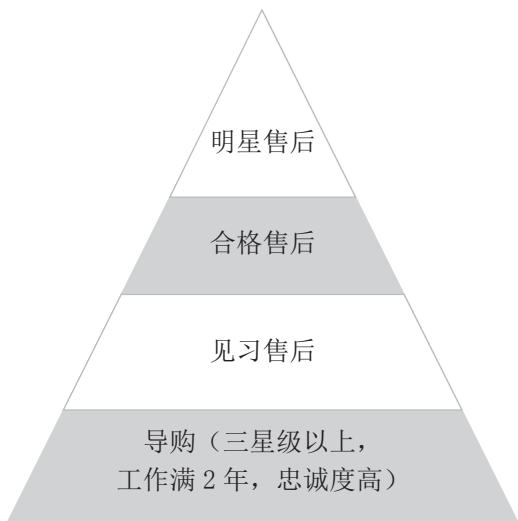 明星售后
合格售后
见习售后
导购（三星级以上，
工作满 2 年，忠诚度高）